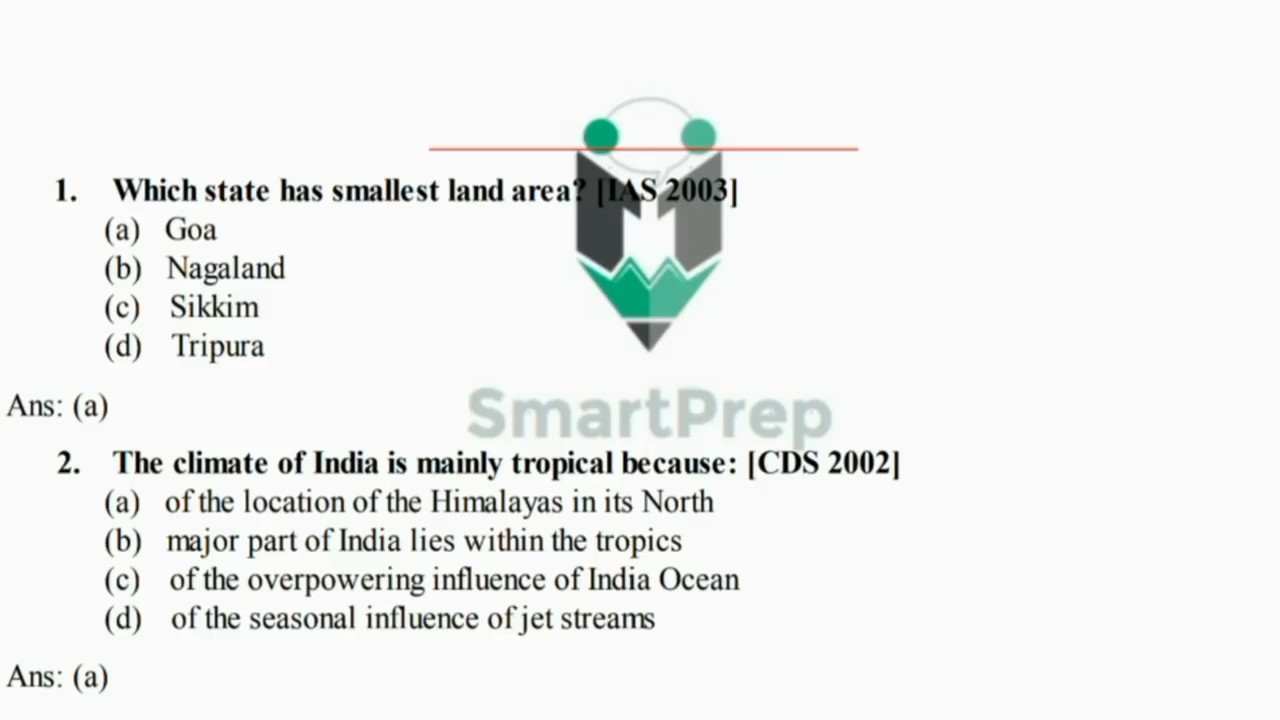 1. Which state has smallest land area? [IAS 2003]
(a) Goa
(b) Nagaland
(c) Sikkim
(d) Tripura
Ans: (a)
SmartPrep
2. The climate of India is mainly tropical because: [CDS 2002]
(a) of the location of the Himalayas in its North
(b) major part of India lies within the tropics
(c) of the overpowering influence of India Ocean
(d) of the seasonal influence of jet streams
Ans: (a)